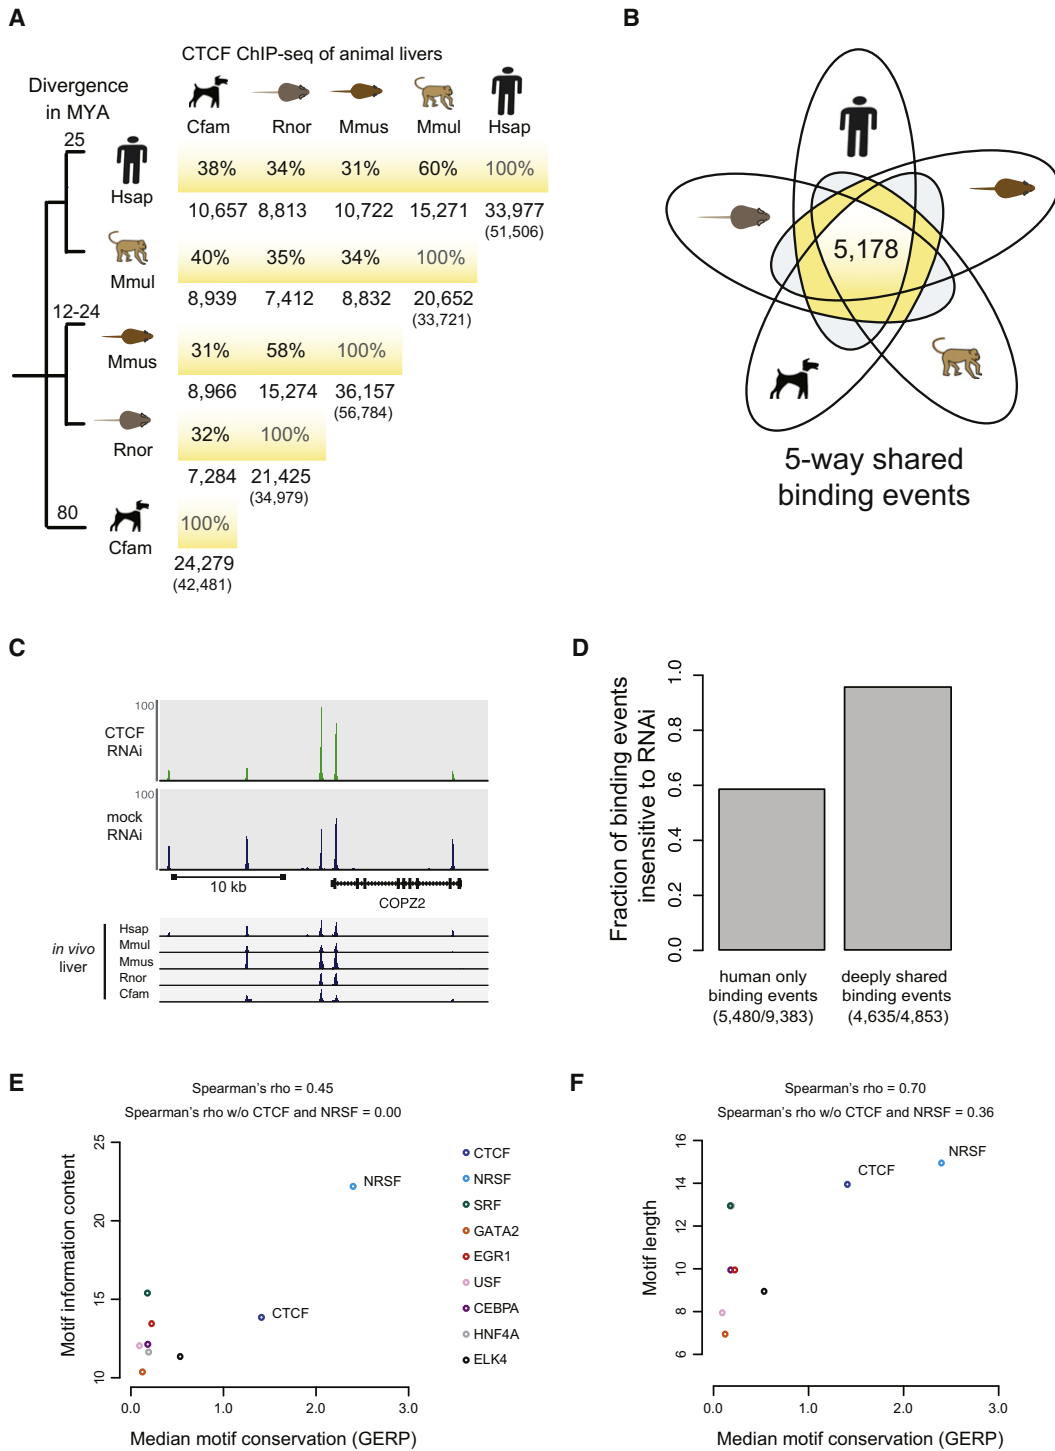 A
CTCF ChIP-seq of animal livers
Divergence
in MYA
Cfam Rnor Mmus Mmul Hsap
25
Hsap
38% 34% 31% 60% 100%
10,657 8,813 10,722 15,271 33,977
(51,506)
Mmul
40% 35% 34% 100%
8,939 7,412 8,832 20,652
(33,721)
12-24
Mmus
31% 58% 100%
8,966 15,274 36,157
(56,784)
Rnor
32% 100%
7,284 21,425
(34,979)
80
Cfam
100%
24,279
(42,481)
B
5,178
5-way shared
binding events
C
100
CTCF
RNAi
100
mock
RNAi
10 kb
COPZ2
in vivo
liver
Hsap
Mmul
Mmus
Rnor
Cfam
D
Fraction of binding events
insensitive to RNAi
1.0
0.8
0.6
0.4
0.2
0.0
human only
binding events
(5,480/9,383)
deeply shared
binding events
(4,635/4,853)
E
Spearman's rho = 0.45
Spearman's rho w/o CTCF and NRSF = 0.00
Motif information content
25
20
15
10
NRSF
CTCF
0.0 1.0 2.0 3.0
Median motif conservation (GERP)
CTCF
NRSF
SRF
GATA2
EGR1
USF
CEBPA
HNF4A
ELK4
F
Spearman's rho = 0.70
Spearman's rho w/o CTCF and NRSF = 0.36
Motif length
16
14
12
10
8
6
CTCF
NRSF
0.0 1.0 2.0 3.0
Median motif conservation (GERP)